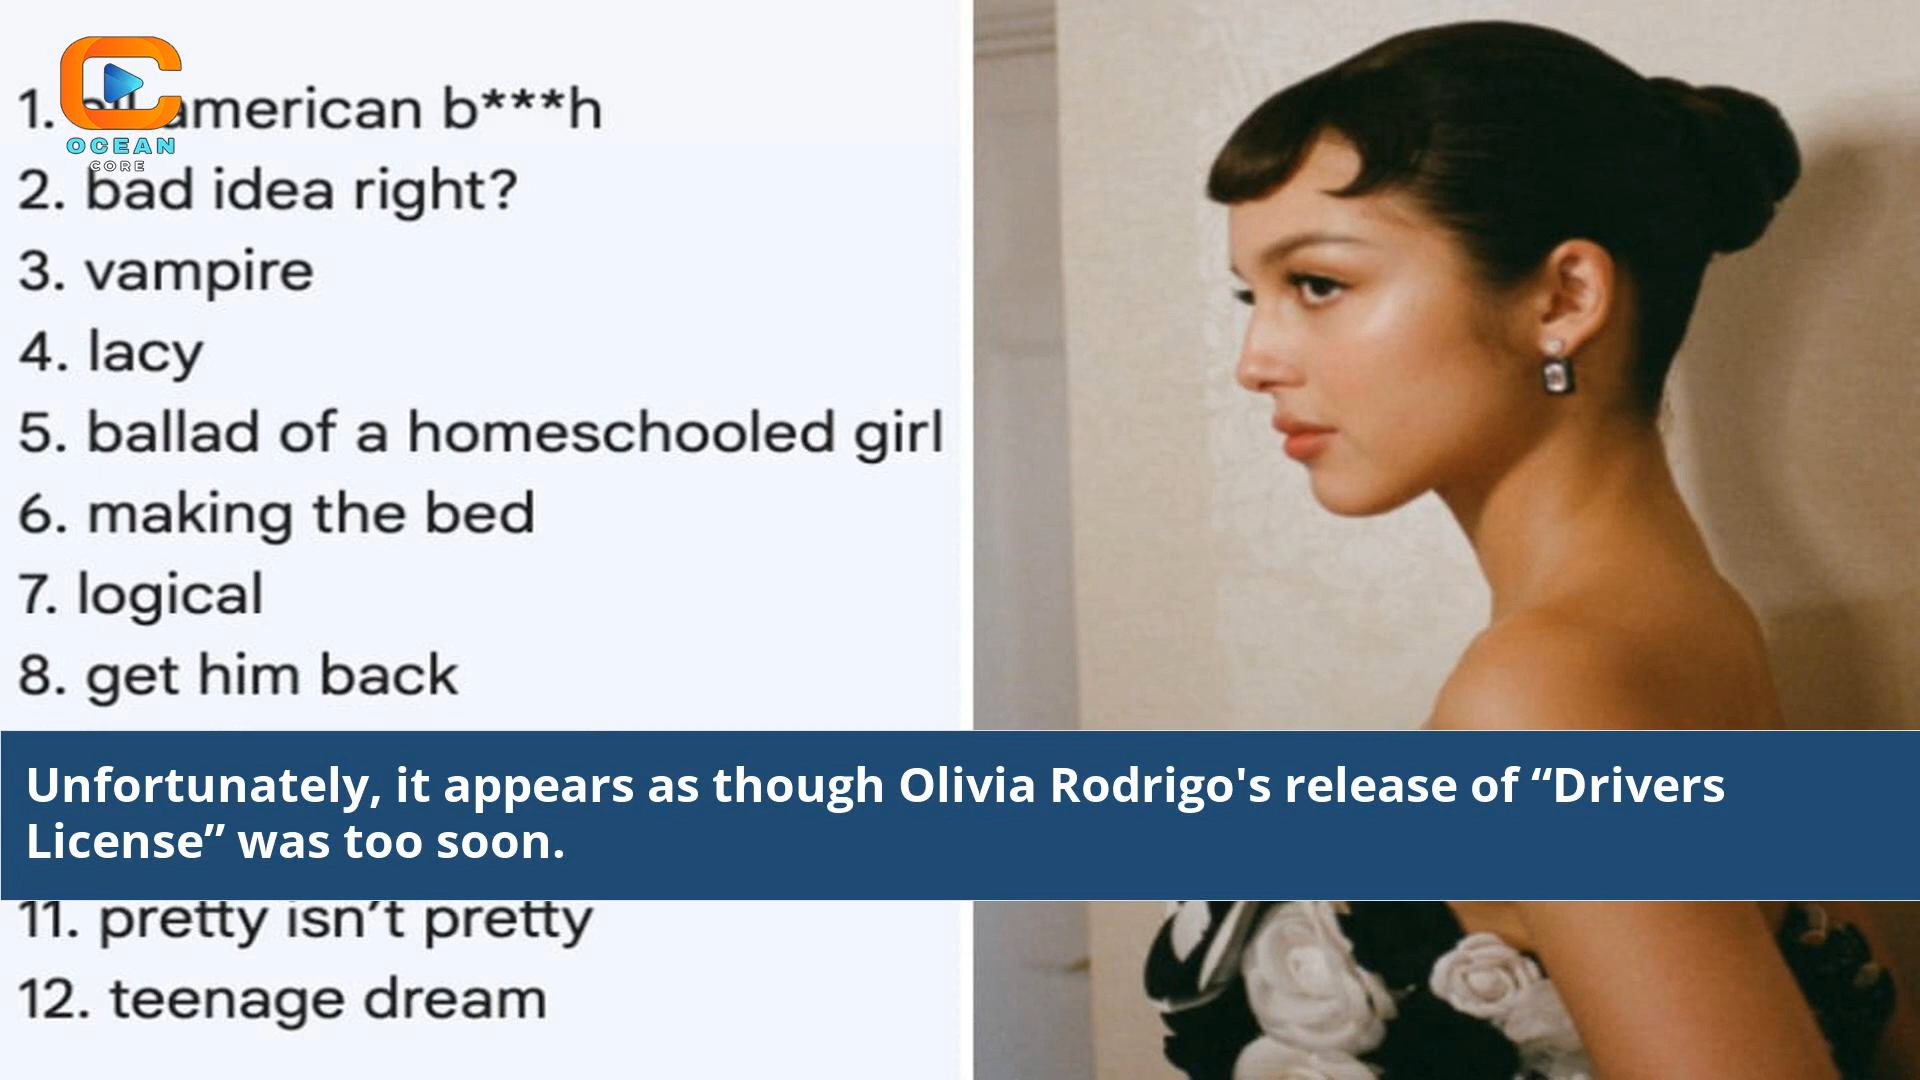 1. all-american b***h
OCEAN
CORE
2. bad idea right?
3. vampire
4. lacy
5. ballad of a homeschooled girl
6. making the bed
7. logical
8. get him back
Unfortunately, it appears as though Olivia Rodrigo's release of “Drivers
License” was too soon.
11. pretty isn’t pretty
12. teenage dream